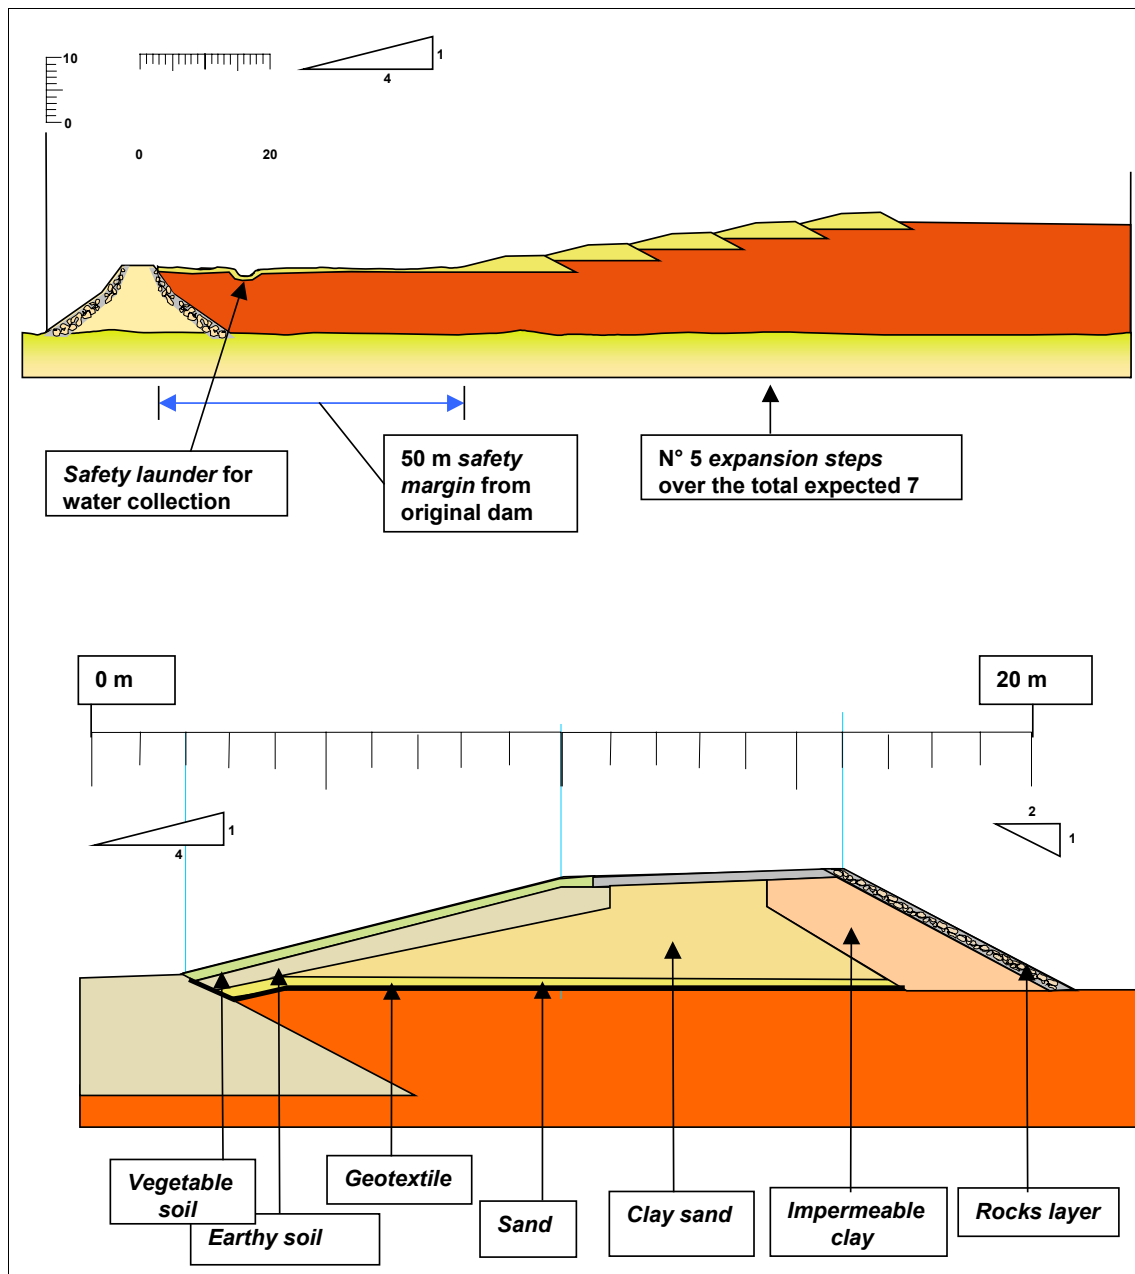 10
0
1
4
0
20
Safety launder for
water collection
50 m safety
margin from
original dam
N° 5 expansion steps
over the total expected 7
0 m
20 m
1
4
2
1
Vegetable
soil
Earthy soil
Geotextile
Sand
Clay sand
Impermeable
clay
Rocks layer